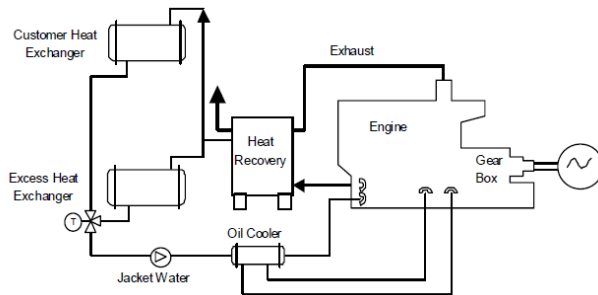 Customer Heat
Exchanger
Exhaust
Engine
Heat
Recovery
Gear
Box
Excess Heat
Exchanger
T
Oil Cooler
Jacket Water